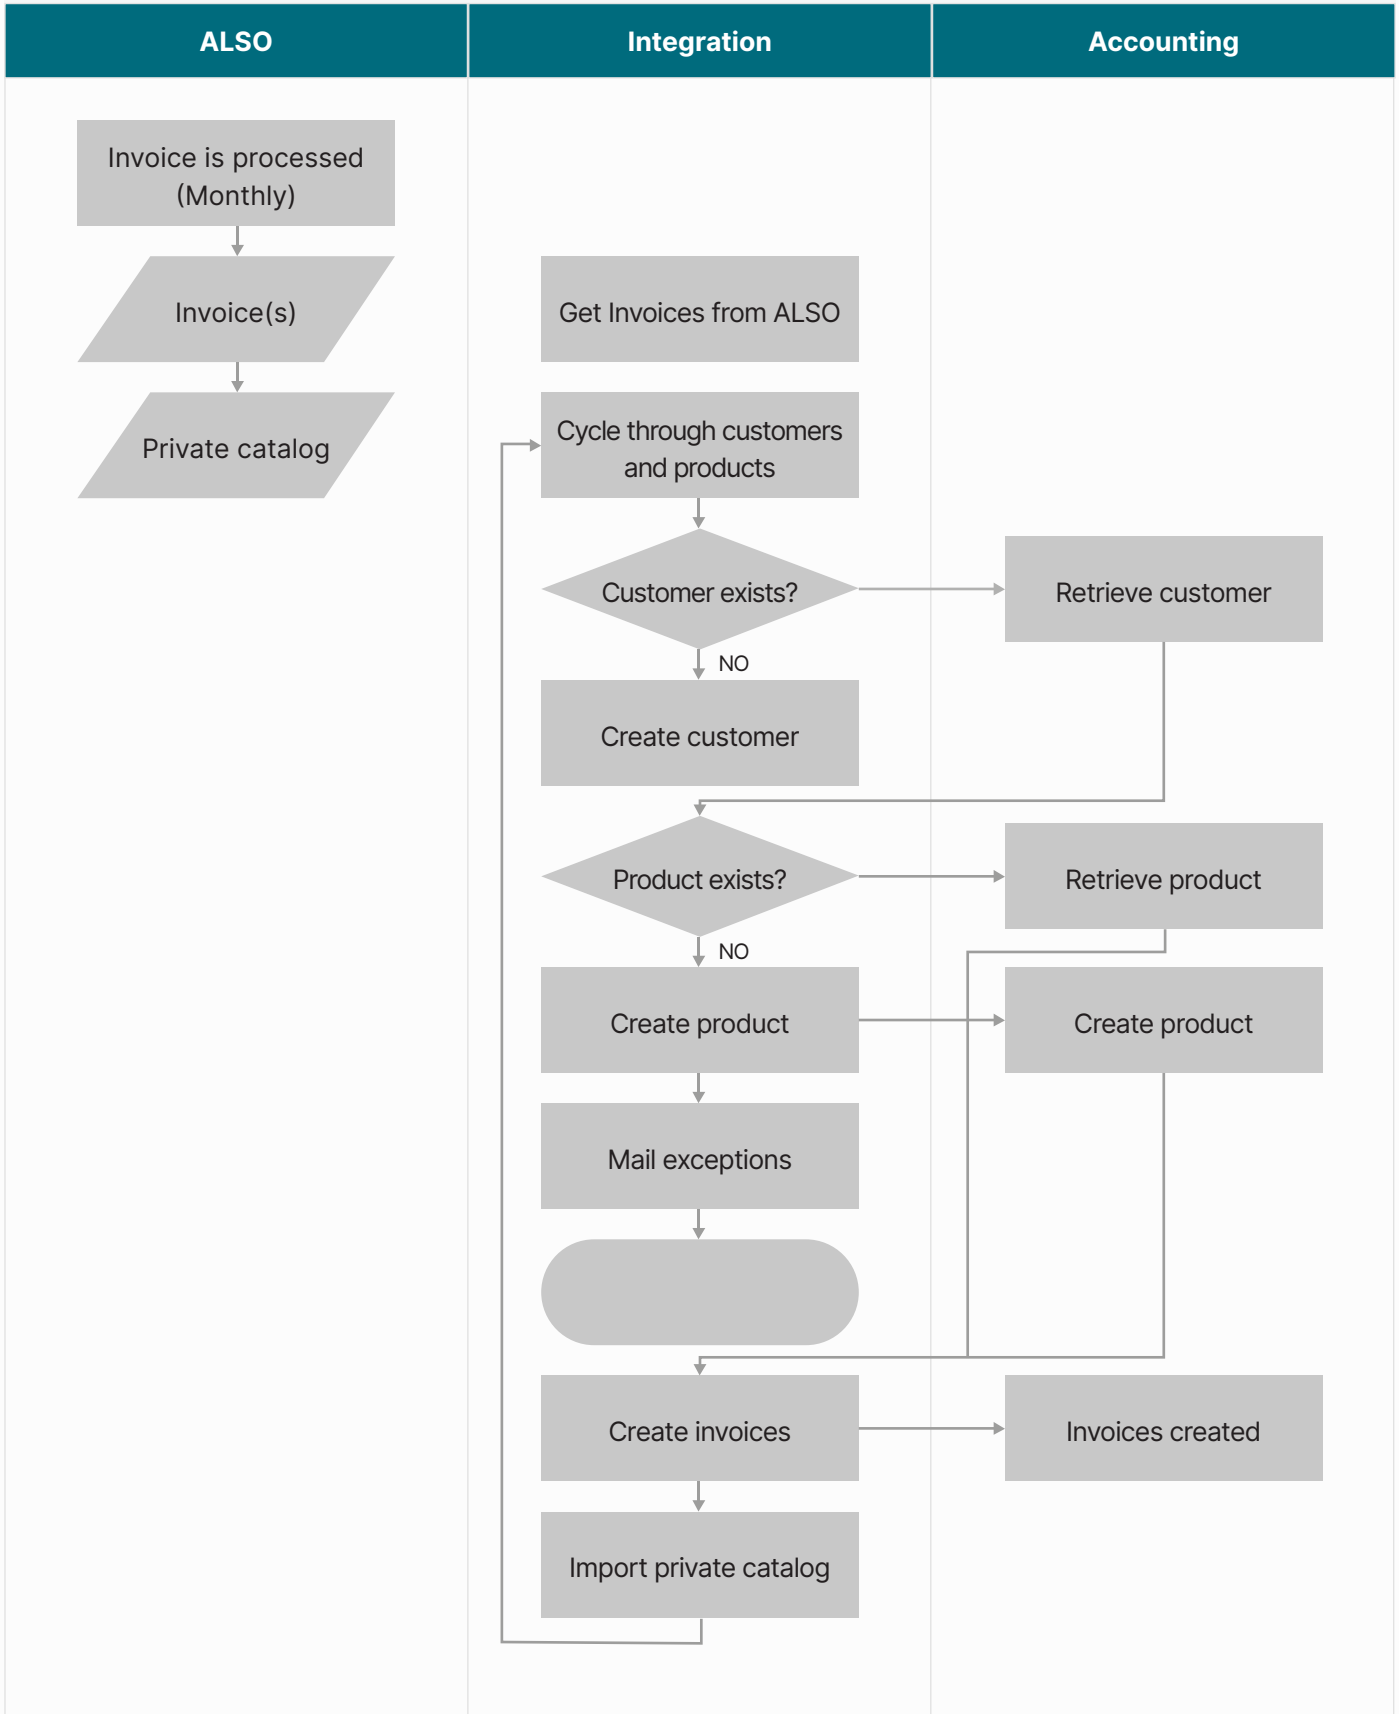 ALSO
Integration
Accounting
Invoice is processed
(Monthly)
Invoice(s)
Get Invoices from ALSO
Private catalog
Cycle through customers
and products
Customer exists?
Retrieve customer
NO
Create customer
Product exists?
Retrieve product
NO
Create product
Create product
Mail exceptions
Create invoices
Invoices created
Import private catalog